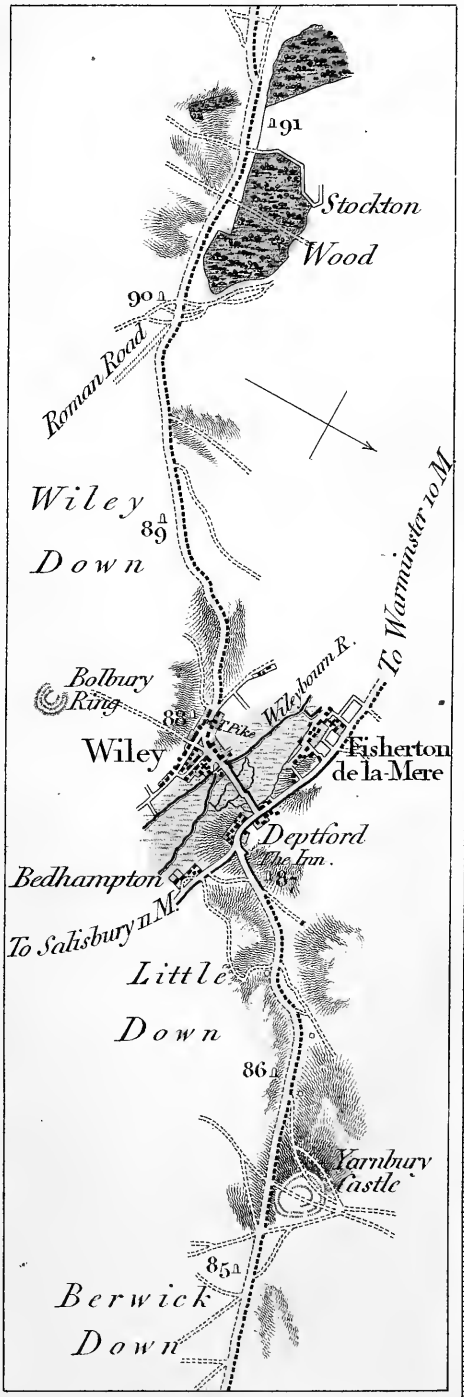 91
Stockton
Wood
90
Roman Road
Wiley
89
Down
To Warminster 10 M.
Bolbury
Ring
Wileybourn R.
88
T. Pike
Wiley
Fisherton
de la-Mere
Deptford
The Inn.
Bedhampton
87
To Salisbury 11 M.
Little
Down
86
Yarnbury
Castle
85
Berwick
Down